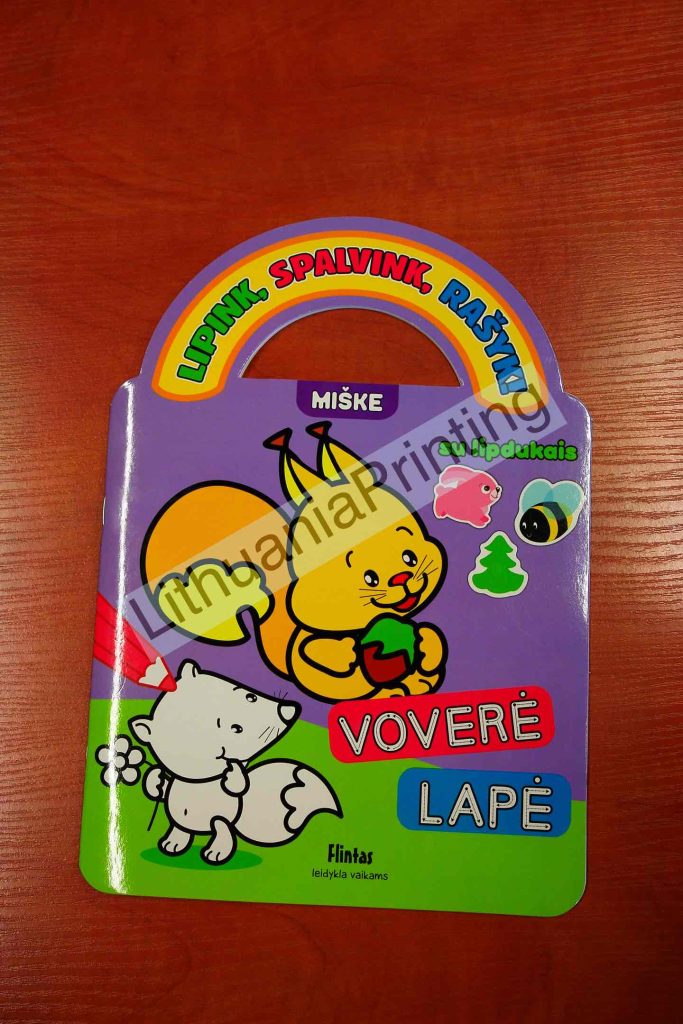 LIPINK, SPALVINK, RAŠYK!
MIŠKE
su lipdukais
LithuaniaPrinting
VOVERĖ
LAPĖ
Flintas
leidykla vaikams